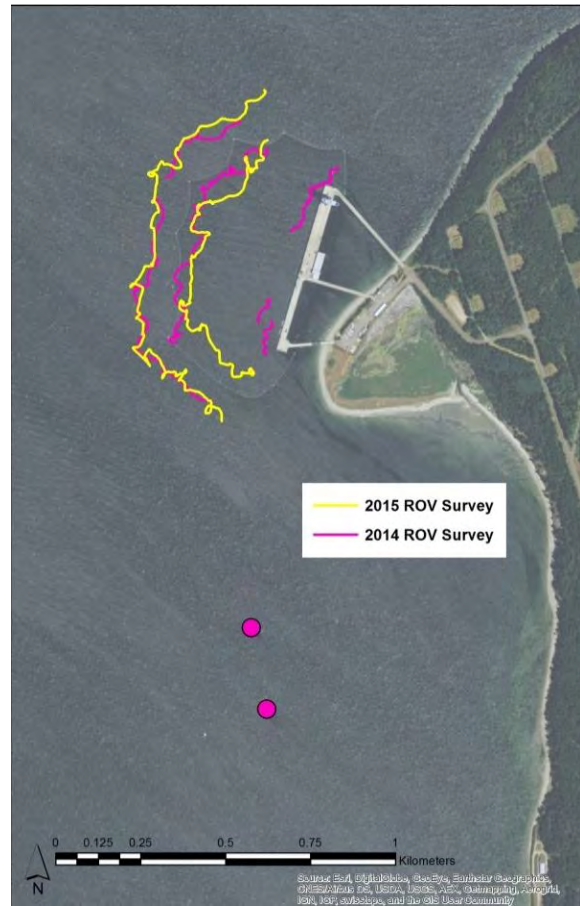 2015 ROV Survey
2014 ROV Survey
0 0.125 0.25 0.5 0.75 1
Kilometers
N
Source: Esri, DigitalGlobe, GeoEye, Earthstar Geographics,
CNES/Airbus DS, USDA, USGS, AEX, Getmapping, Aerogrid,
IGN, IGP, swisstopo, and the GIS User Community